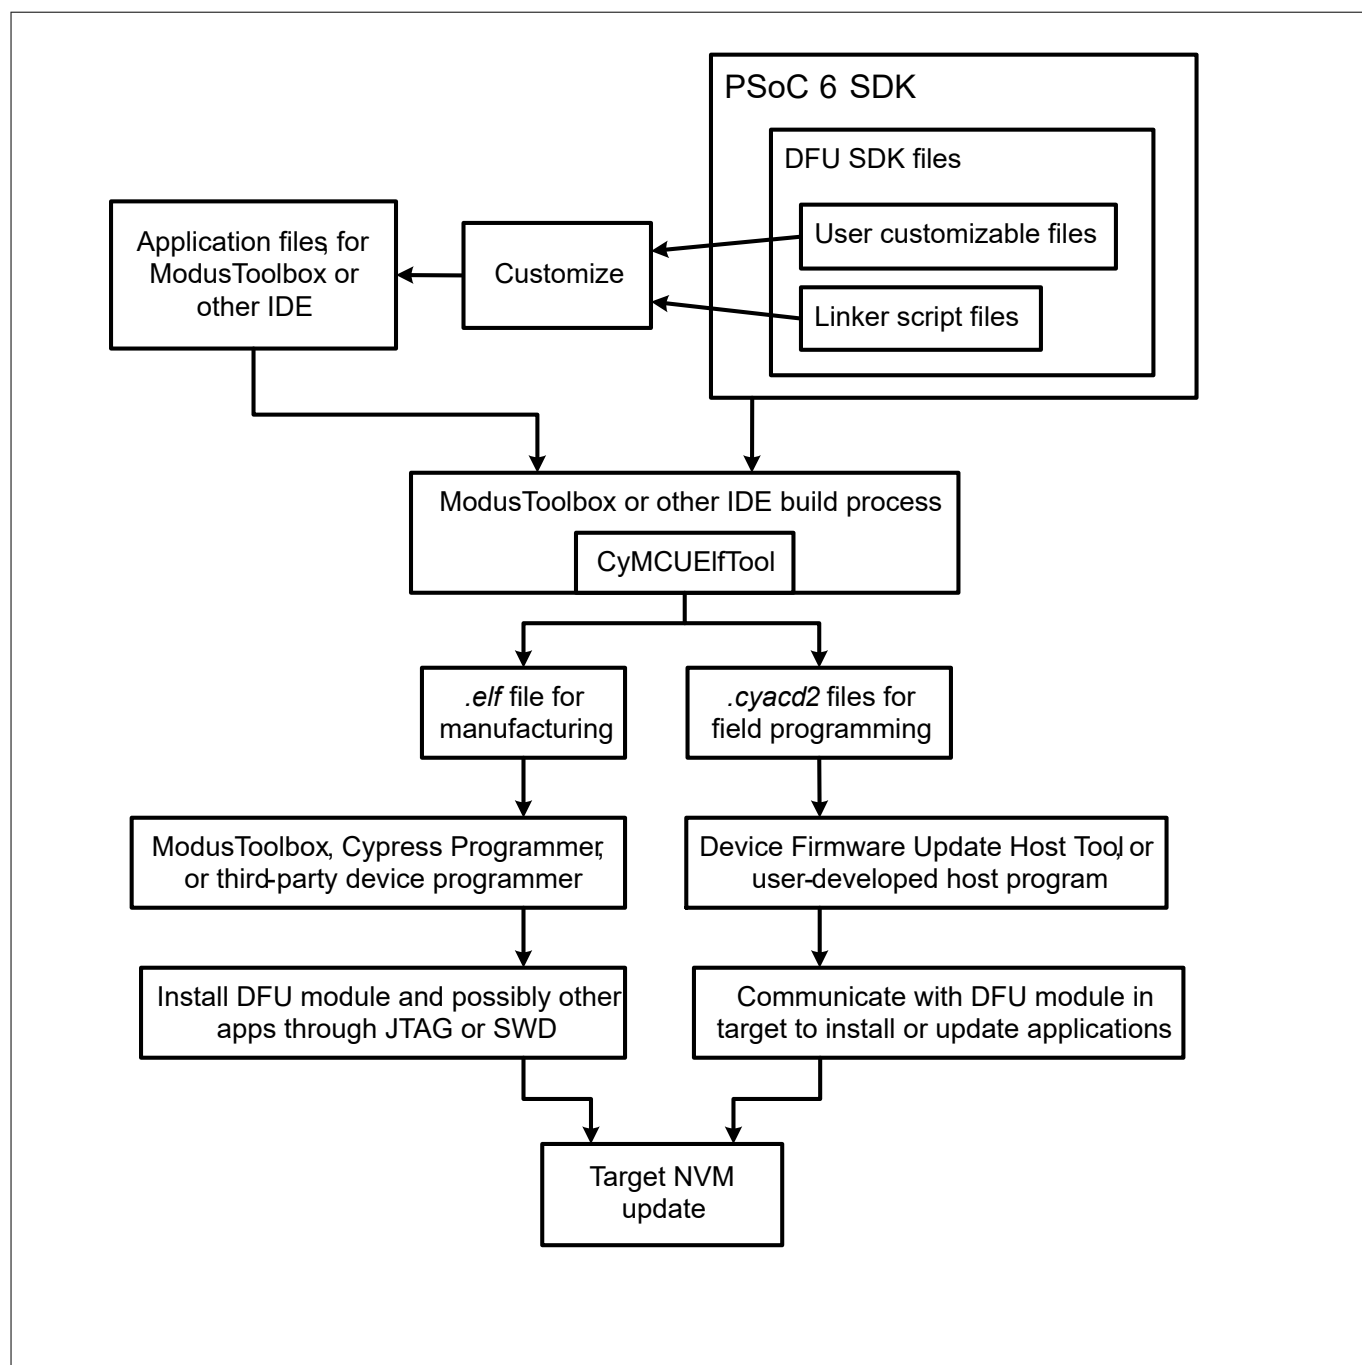 PSoC 6 SDK
DFU SDK files
User customizable files
Linker script files
Customize
Application files, for
ModusToolbox or
other IDE
ModusToolbox or other IDE build process
CyMCUElfTool
.elf file for
manufacturing
.cyacd2 files for
field programming
ModusToolbox, Cypress Programmer,
or third-party device programmer
Device Firmware Update Host Tool, or
user-developed host program
Install DFU module and possibly other
apps through JTAG or SWD
Communicate with DFU module in
target to install or update applications
Target NVM
update